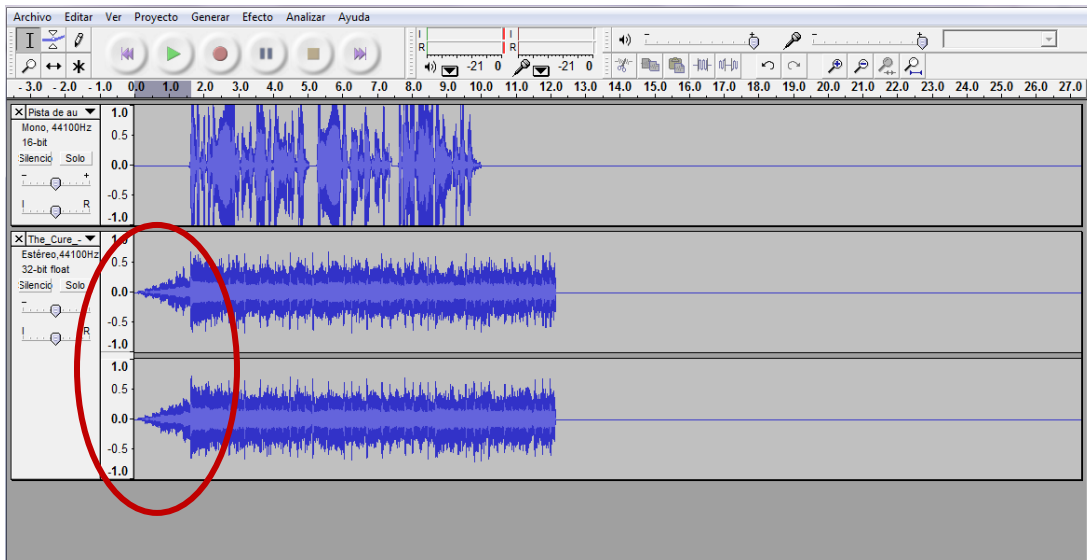 Archivo Editar Ver Proyecto Generar Efecto Analizar Ayuda
I I
R R
-21 0 -21 0
- +
- +
- 3.0 - 2.0 - 1.0 0.0 1.0 2.0 3.0 4.0 5.0 6.0 7.0 8.0 9.0 10.0 11.0 12.0 13.0 14.0 15.0 16.0 17.0 18.0 19.0 20.0 21.0 22.0 23.0 24.0 25.0 26.0 27.0
Pista de au
Mono, 44100Hz
16-bit
Silencio Solo
- +
I R
1.0
0.5
0.0
-0.5
-1.0
The_Cure_-
Estéreo,44100Hz
32-bit float
Silencio Solo
-
I R
1.0
0.5
0.0
-0.5
-1.0
1.0
0.5
0.0
-0.5
-1.0